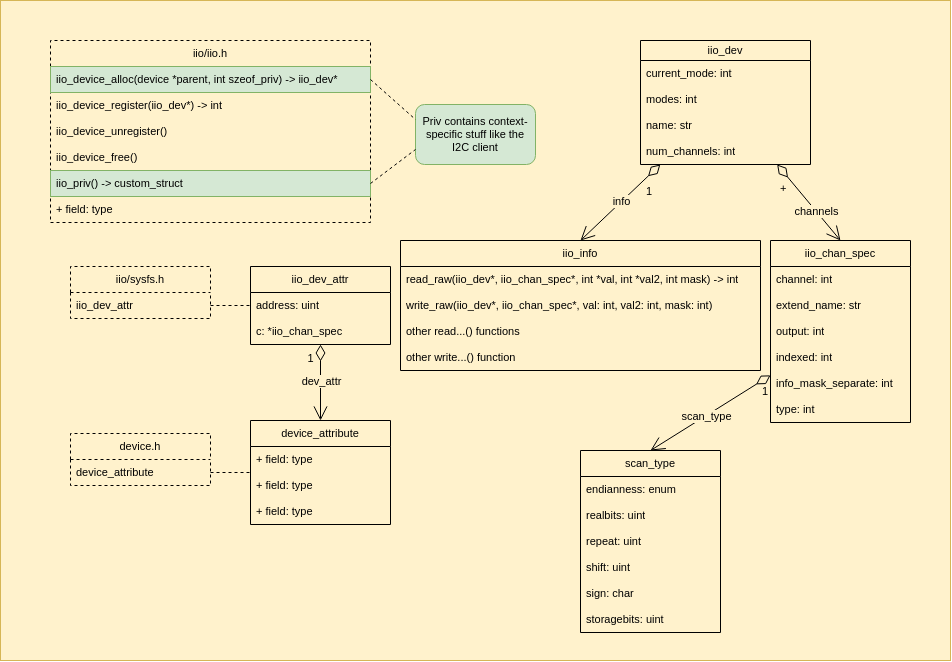 iio/iio.h
iio_device_alloc(device *parent, int szeof_priv) -> iio_dev*
iio_device_register(iio_dev*) -> int
iio_device_unregister()
iio_device_free()
iio_priv() -> custom_struct
+ field: type
Priv contains context-
specific stuff like the
I2C client
iio_dev
current_mode: int
modes: int
name: str
num_channels: int
1
info
+
channels
iio/sysfs.h
iio_dev_attr
iio_dev_attr
address: uint
c: *iio_chan_spec
1
dev_attr
iio_info
read_raw(iio_dev*, iio_chan_spec*, int *val, int *val2, int mask) -> int
write_raw(iio_dev*, iio_chan_spec*, val: int, val2: int, mask: int)
other read...() functions
other write...() function
iio_chan_spec
channel: int
extend_name: str
output: int
indexed: int
info_mask_separate: int
type: int
1
scan_type
device.h
device_attribute
device_attribute
+ field: type
+ field: type
+ field: type
scan_type
endianness: enum
realbits: uint
repeat: uint
shift: uint
sign: char
storagebits: uint